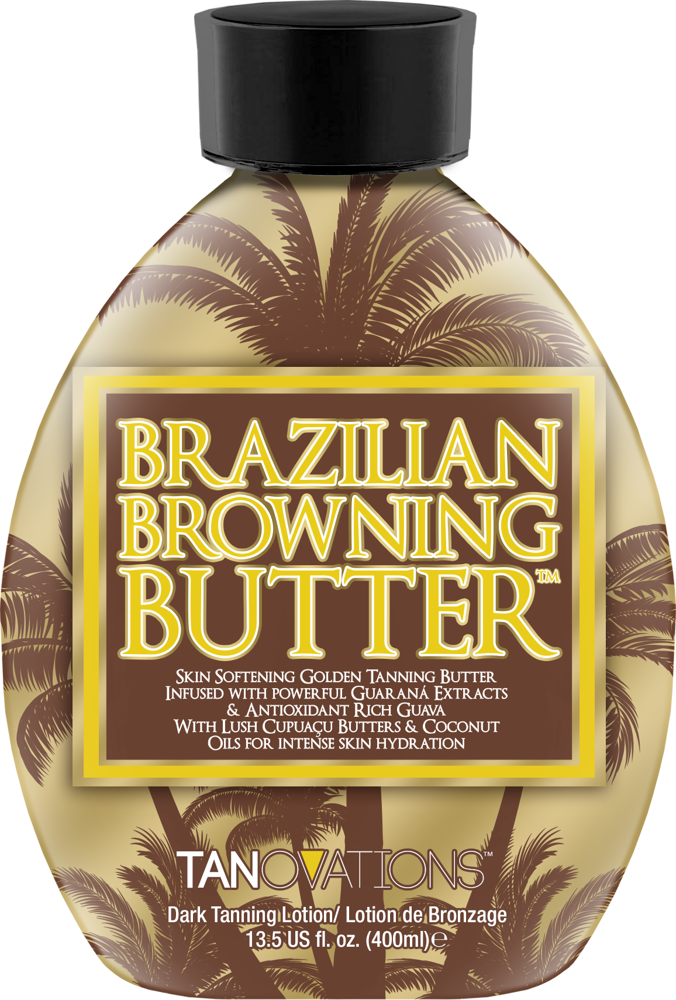 BRAZILIAN
BROWNING
BUTTER™
SKIN SOFTENING GOLDEN TANNING BUTTER
INFUSED WITH POWERFUL GUARANÁ EXTRACTS
& ANTIOXIDANT RICH GUAVA
WITH LUSH CUPUAÇU BUTTERS & COCONUT
OILS FOR INTENSE SKIN HYDRATION
TANOVATIONS™
Dark Tanning Lotion/ Lotion de Bronzage
13.5 US fl. oz. (400ml)℮